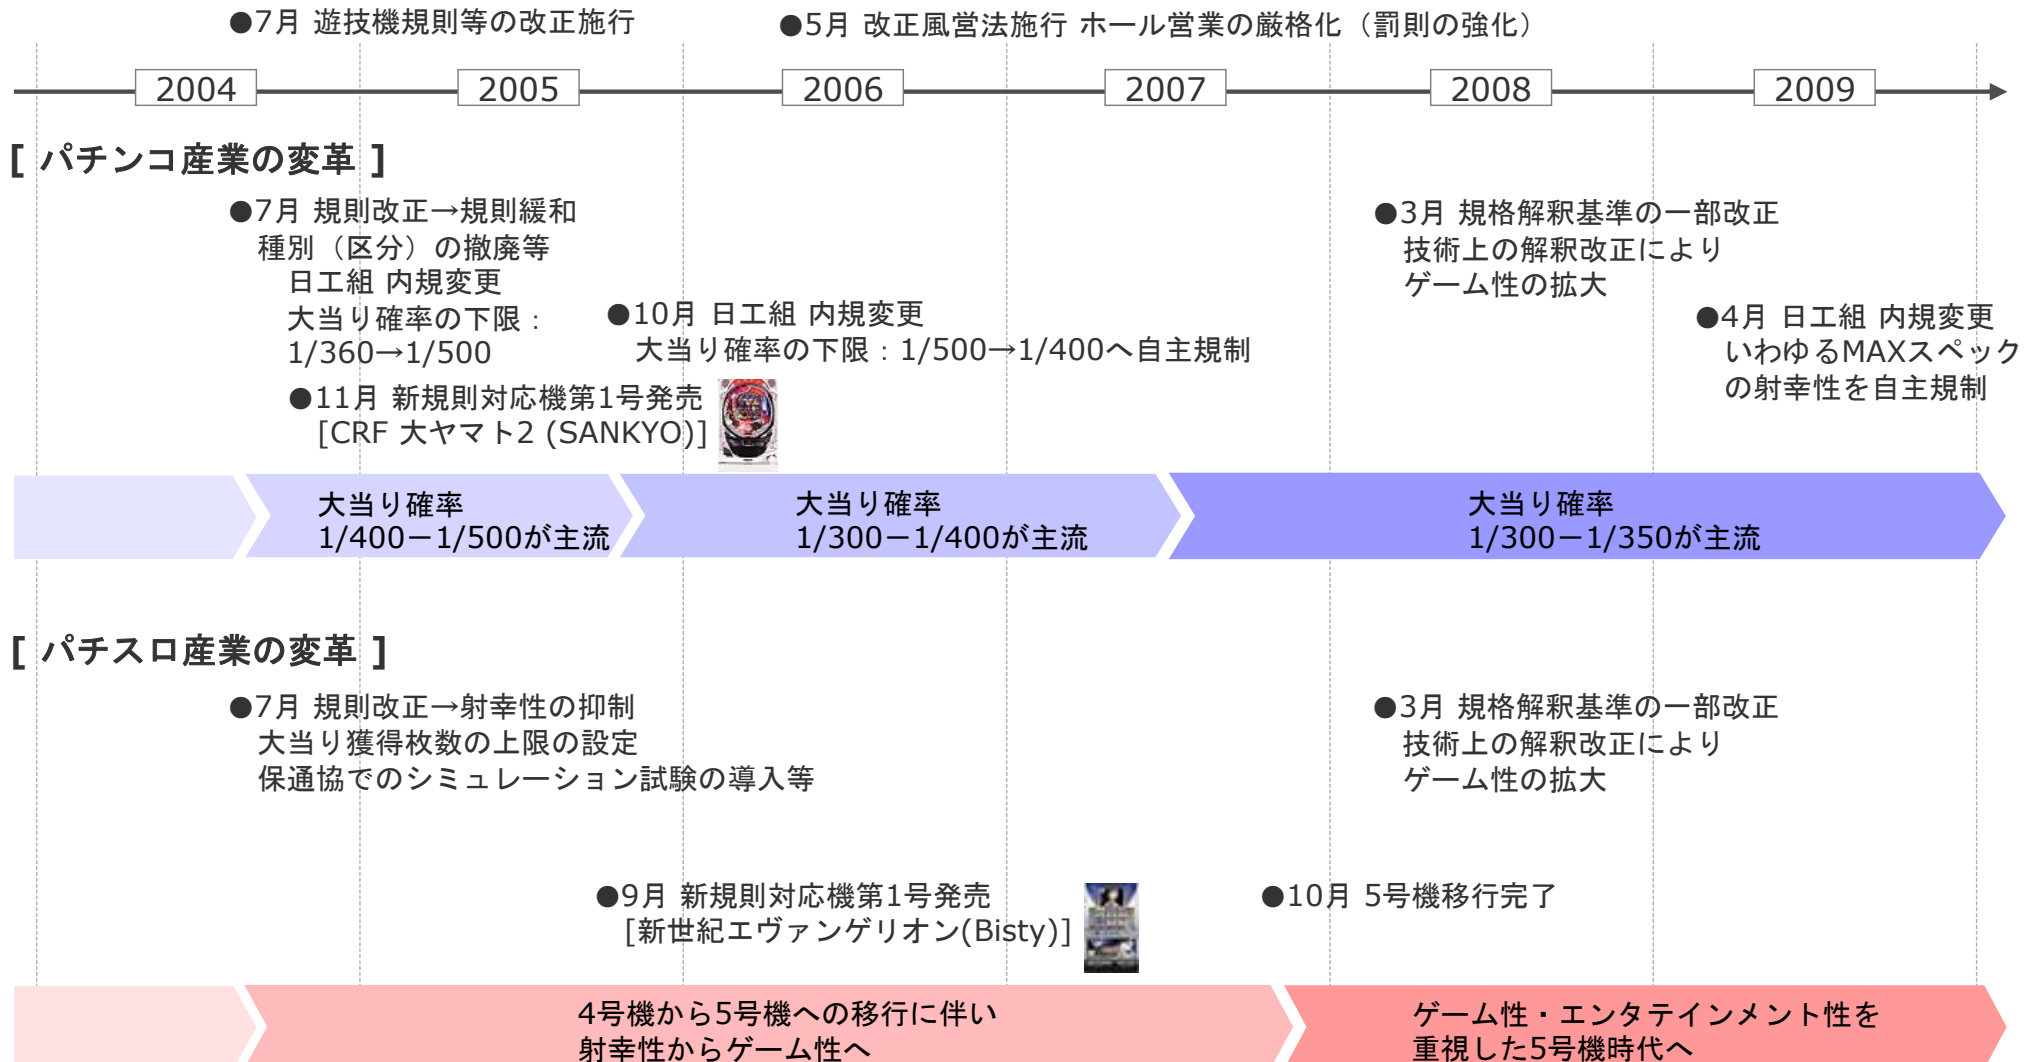 ●7月 遊技機規則等の改正施行
●5月 改正風営法施行 ホール営業の厳格化（罰則の強化）
2004
2005
2006
2007
2008
2009
[ パチンコ産業の変革 ]
●7月 規則改正→規則緩和
種別（区分）の撤廃等
日工組 内規変更
大当り確率の下限：
1/360→1/500
●11月 新規則対応機第1号発売
[CRF 大ヤマト2 (SANKYO)]
●10月 日工組 内規変更
大当り確率の下限：1/500→1/400へ自主規制
●3月 規格解釈基準の一部改正
技術上の解釈改正により
ゲーム性の拡大
●4月 日工組 内規変更
いわゆるMAXスペック
の射幸性を自主規制
大当り確率
1/400－1/500が主流
大当り確率
1/300－1/400が主流
大当り確率
1/300－1/350が主流
[ パチスロ産業の変革 ]
●7月 規則改正→射幸性の抑制
大当り獲得枚数の上限の設定
保通協でのシミュレーション試験の導入等
●9月 新規則対応機第1号発売
[新世紀エヴァンゲリオン(Bisty)]
●3月 規格解釈基準の一部改正
技術上の解釈改正により
ゲーム性の拡大
●10月 5号機移行完了
4号機から5号機への移行に伴い
射幸性からゲーム性へ
ゲーム性・エンタテインメント性を
重視した5号機時代へ